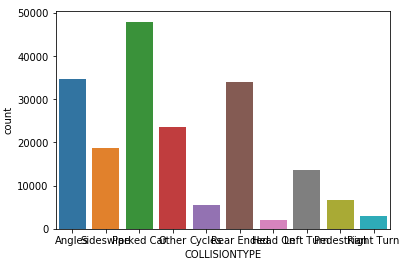 50000
40000
30000
20000
10000
0
count
Angles Sideswipe Parked Car Other Cycles Rear Ended Head On Left Turn Pedestrian Right Turn
COLLISIONTYPE